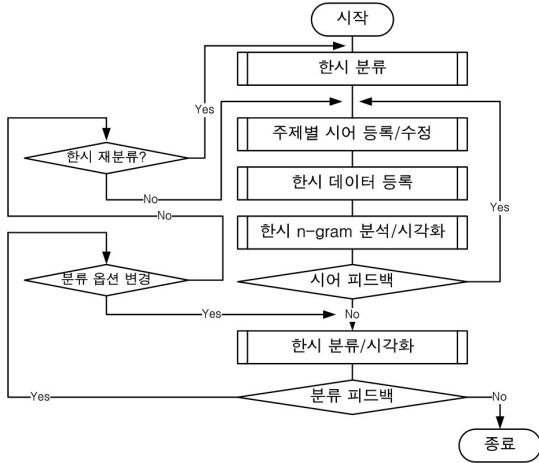 시작
한시 분류
Yes
주제별 시어 등록/수정
한시 재분류?
한시 데이터 등록
No
Yes
No
한시 n-gram 분석/시각화
분류 옵션 변경
시어 피드백
Yes
No
한시 분류/시각화
Yes
분류 피드백
No
종료